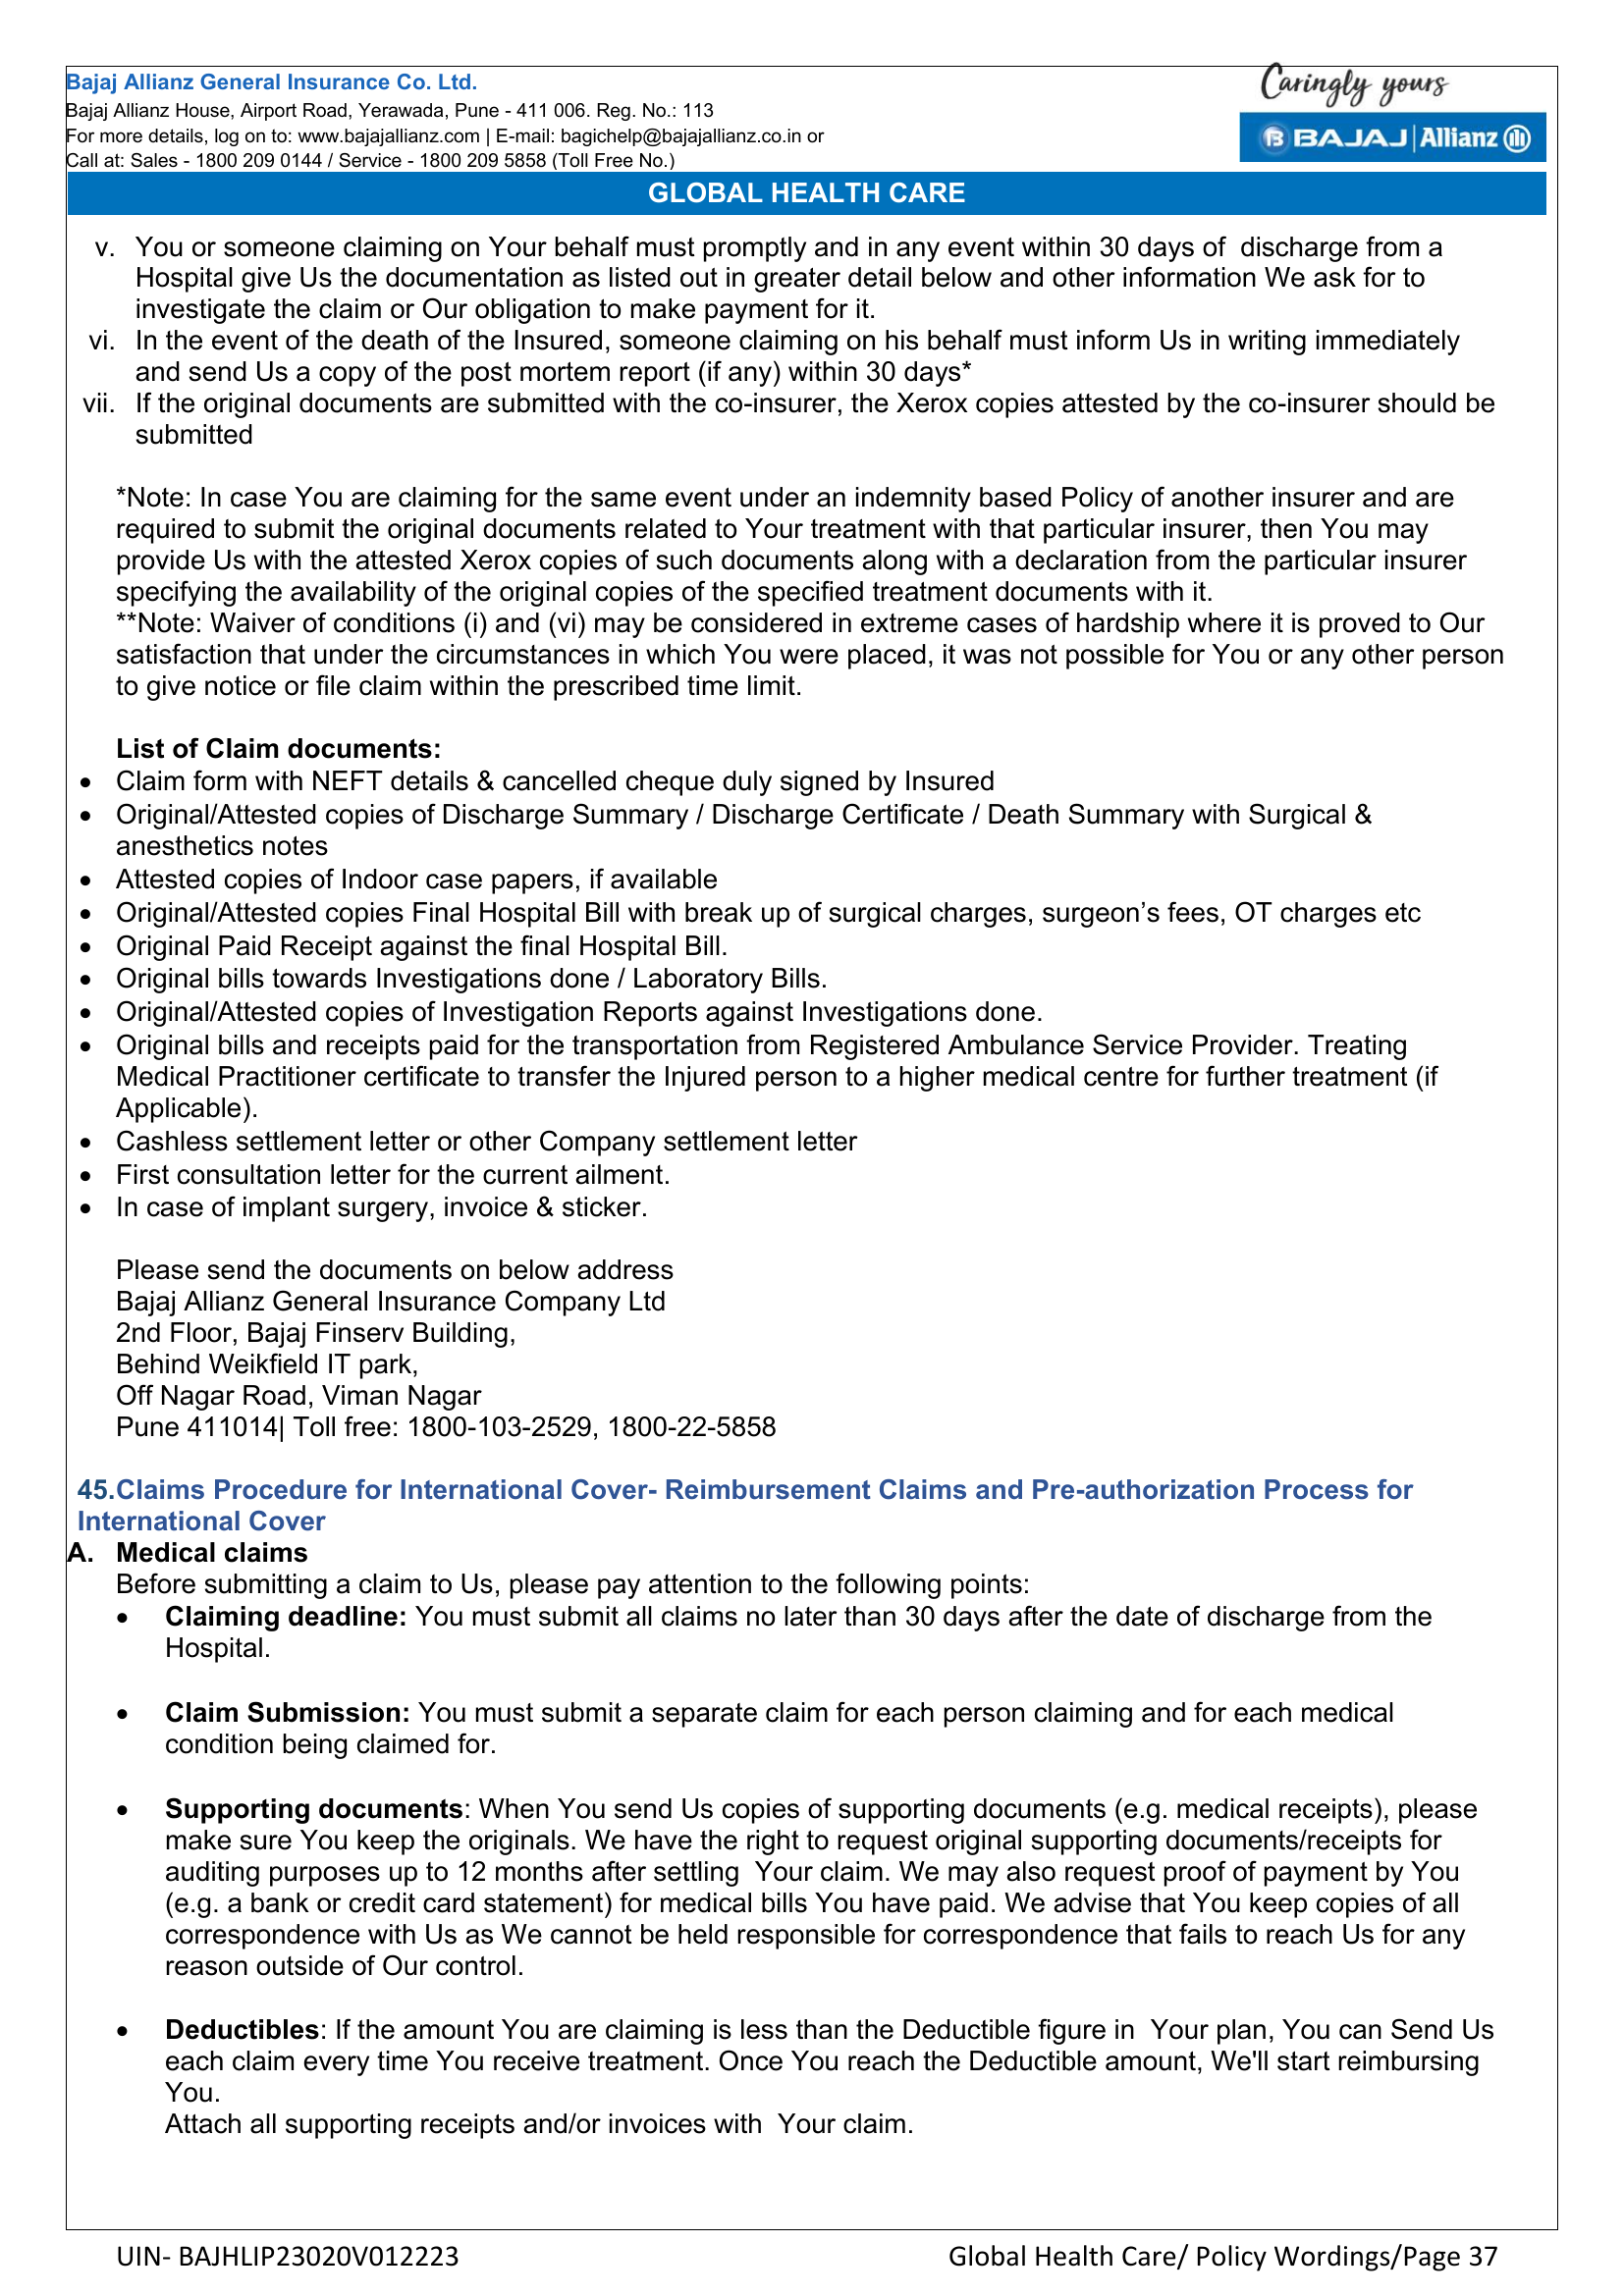 Bajaj Allianz General Insurance Co. Ltd.
Bajaj Allianz House, Airport Road, Yerawada, Pune - 411 006. Reg. No.: 113
For more details, log on to: www.bajajallianz.com | E-mail: bagichelp@bajajallianz.co.in or
Call at: Sales - 1800 209 0144 / Service - 1800 209 5858 (Toll Free No.)
Caringly yours
BAJAJ | Allianz
GLOBAL HEALTH CARE
v. You or someone claiming on Your behalf must promptly and in any event within 30 days of discharge from a
Hospital give Us the documentation as listed out in greater detail below and other information We ask for to
investigate the claim or Our obligation to make payment for it.
vi. In the event of the death of the Insured, someone claiming on his behalf must inform Us in writing immediately
and send Us a copy of the post mortem report (if any) within 30 days*
vii. If the original documents are submitted with the co-insurer, the Xerox copies attested by the co-insurer should be
submitted
*Note: In case You are claiming for the same event under an indemnity based Policy of another insurer and are
required to submit the original documents related to Your treatment with that particular insurer, then You may
provide Us with the attested Xerox copies of such documents along with a declaration from the particular insurer
specifying the availability of the original copies of the specified treatment documents with it.
**Note: Waiver of conditions (i) and (vi) may be considered in extreme cases of hardship where it is proved to Our
satisfaction that under the circumstances in which You were placed, it was not possible for You or any other person
to give notice or file claim within the prescribed time limit.
List of Claim documents:
• Claim form with NEFT details & cancelled cheque duly signed by Insured
• Original/Attested copies of Discharge Summary / Discharge Certificate / Death Summary with Surgical &
anesthetics notes
• Attested copies of Indoor case papers, if available
• Original/Attested copies Final Hospital Bill with break up of surgical charges, surgeon’s fees, OT charges etc
• Original Paid Receipt against the final Hospital Bill.
• Original bills towards Investigations done / Laboratory Bills.
• Original/Attested copies of Investigation Reports against Investigations done.
• Original bills and receipts paid for the transportation from Registered Ambulance Service Provider. Treating
Medical Practitioner certificate to transfer the Injured person to a higher medical centre for further treatment (if
Applicable).
• Cashless settlement letter or other Company settlement letter
• First consultation letter for the current ailment.
• In case of implant surgery, invoice & sticker.
Please send the documents on below address
Bajaj Allianz General Insurance Company Ltd
2nd Floor, Bajaj Finserv Building,
Behind Weikfield IT park,
Off Nagar Road, Viman Nagar
Pune 411014| Toll free: 1800-103-2529, 1800-22-5858
45.Claims Procedure for International Cover- Reimbursement Claims and Pre-authorization Process for
International Cover
A. Medical claims
Before submitting a claim to Us, please pay attention to the following points:
• Claiming deadline: You must submit all claims no later than 30 days after the date of discharge from the
Hospital.
• Claim Submission: You must submit a separate claim for each person claiming and for each medical
condition being claimed for.
• Supporting documents: When You send Us copies of supporting documents (e.g. medical receipts), please
make sure You keep the originals. We have the right to request original supporting documents/receipts for
auditing purposes up to 12 months after settling Your claim. We may also request proof of payment by You
(e.g. a bank or credit card statement) for medical bills You have paid. We advise that You keep copies of all
correspondence with Us as We cannot be held responsible for correspondence that fails to reach Us for any
reason outside of Our control.
• Deductibles: If the amount You are claiming is less than the Deductible figure in Your plan, You can Send Us
each claim every time You receive treatment. Once You reach the Deductible amount, We'll start reimbursing
You.
Attach all supporting receipts and/or invoices with Your claim.
UIN- BAJHLIP23020V012223
Global Health Care/ Policy Wordings/Page 37